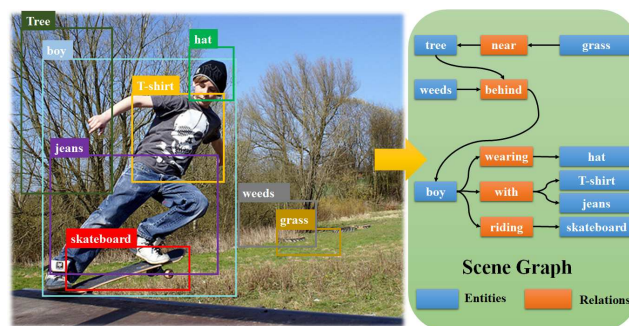 Tree
boy
hat
T-shirt
jeans
weeds
grass
skateboard
tree
near
grass
weeds
behind
wearing
hat
boy
with
T-shirt
jeans
riding
skateboard
Scene Graph
Entities
Relations